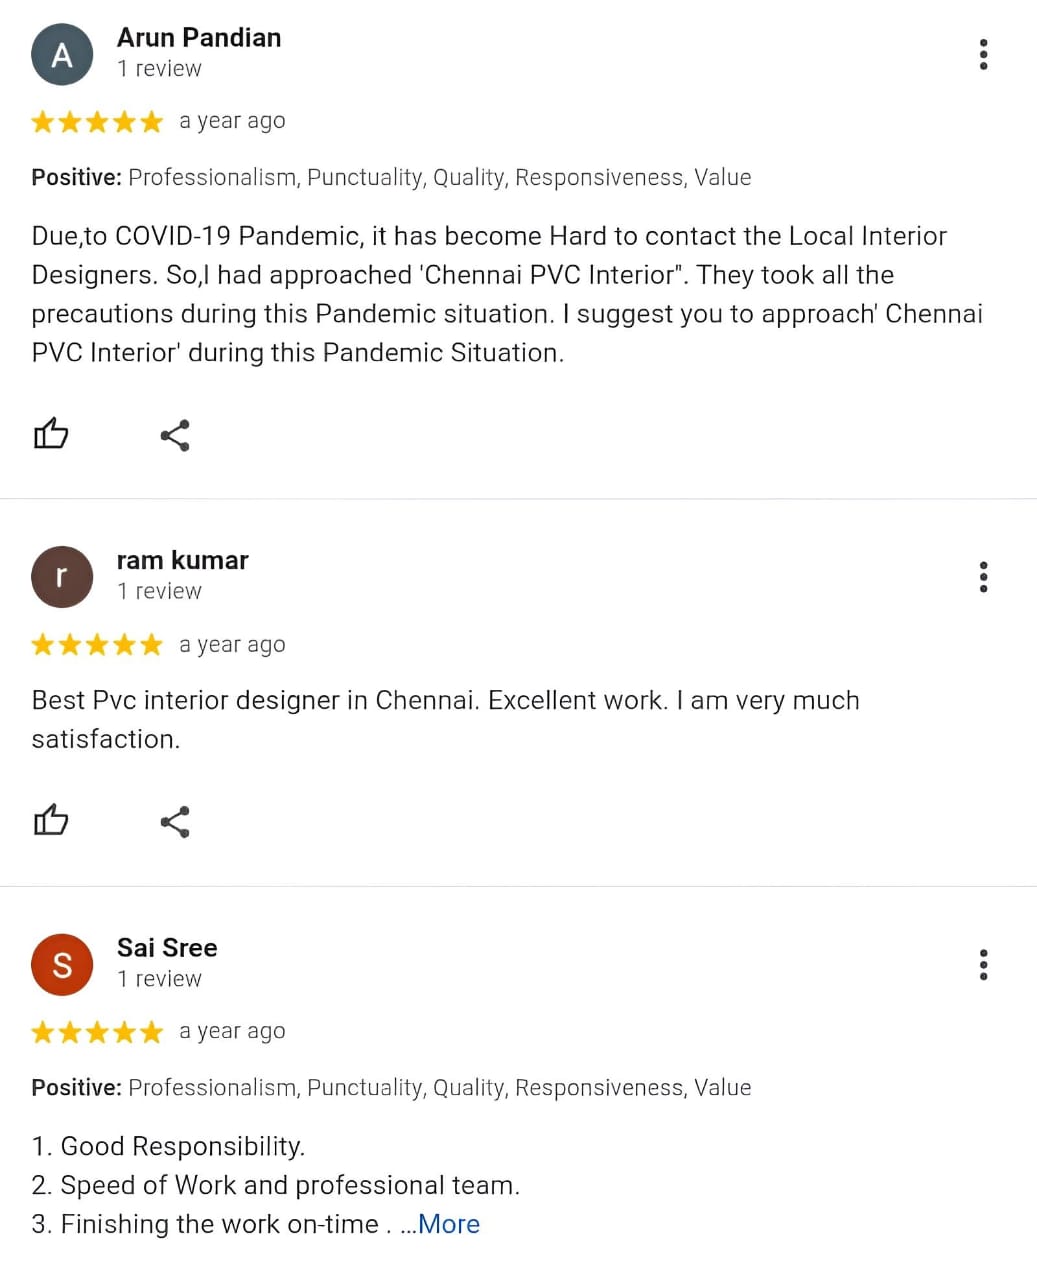 A
Arun Pandian
1 review
a year ago
Positive: Professionalism, Punctuality, Quality, Responsiveness, Value
Due,to COVID-19 Pandemic, it has become Hard to contact the Local Interior
Designers. So,I had approached 'Chennai PVC Interior". They took all the
precautions during this Pandemic situation. I suggest you to approach' Chennai
PVC Interior' during this Pandemic Situation.
r
ram kumar
1 review
a year ago
Best Pvc interior designer in Chennai. Excellent work. I am very much
satisfaction.
S
Sai Sree
1 review
a year ago
Positive: Professionalism, Punctuality, Quality, Responsiveness, Value
1. Good Responsibility.
2. Speed of Work and professional team.
3. Finishing the work on-time . ...More